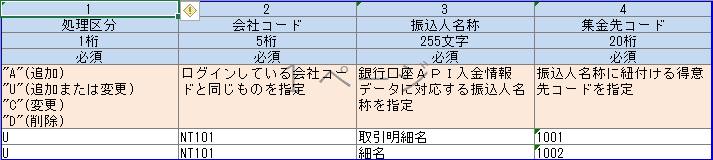 1 2 3 4
処理区分 会社コード 振込人名称 集金先コード
1桁 5桁 255文字 20桁
必須 必須 必須 必須
"A"(追加) ログインしている会社コー 銀行口座ＡＰＩ入金情報 振込人名称に紐付ける得意
"U"(追加または変更) ドと同じものを指定 データに対応する振込人名 先コードを指定
"C"(変更) 称を指定
"D"(削除)
U NT101 取引明細名 1001
U NT101 細名 1002